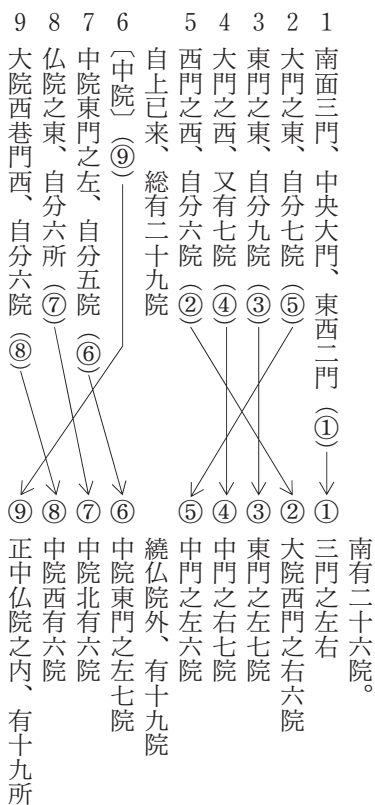 1 南面三門、中央大門、東西二門（①）
2 大門之東、自分七院（⑤）
3 東門之東、自分九院（③）
4 大門之西、又有七院（④）
5 西門之西、自分六院（②）
自上已来、総有二十九院
6 〔中院〕（⑨）
7 中院東門之左、自分五院（⑥）
8 仏院之東、自分六所（⑦）
9 大院西巷門西、自分六院（⑧）
南有二十六院。
① 三門之左右
② 大院西門之右六院
③ 東門之左七院
④ 中門之右七院
⑤ 中門之左六院
繞仏院外、有十九院
⑥ 中院東門之左七院
⑦ 中院北有六院
⑧ 中院西有六院
⑨ 正中仏院之内、有十九所